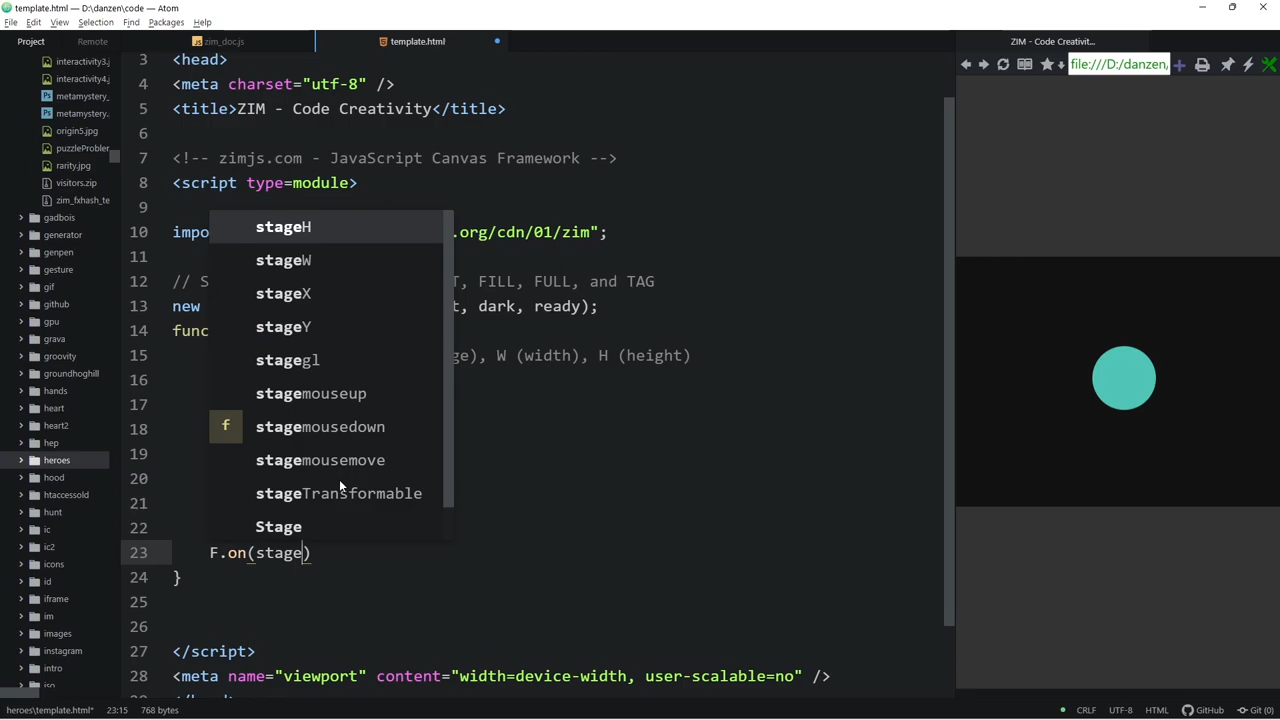 template.html — D:\danzen\code — Atom
File Edit View Selection Find Packages Help
Project Remote zim_doc.js template.html ZIM - Code Creativit...
file:///D:/danzen/
interactivity3.j
interactivity4.j
metamystery_
metamystery.
origin5.jpg
puzzleProbler
rarity.jpg
visitors.zip
zim_fxhash_te
gadbois
generator
genpen
gesture
gif
github
gpu
grava
groovity
groundhoghill
hands
heart
heart2
hep
heroes
hood
htaccessold
hunt
ic
ic2
icons
id
iframe
im
images
instagram
intro
iso
3 <head>
4 <meta charset="utf-8" />
5 <title>ZIM - Code Creativity</title>
6
7 <!-- zimjs.com - JavaScript Canvas Framework -->
8 <script type=module>
9
10 impo .org/cdn/01/zim";
11
12 // S T, FILL, FULL, and TAG
13 new t, dark, ready);
14 func
15 ge), W (width), H (height)
16
17
18
19
20
21
22
23 F.on(stage)
24 }
25
26
27 </script>
28 <meta name="viewport" content="width=device-width, user-scalable=no" />
stageH
stageW
stageX
stageY
stagegl
stagemouseup
f stagemousedown
stagemousemove
stageTransformable
Stage
heroes\template.html* 23:15 768 bytes CRLF UTF-8 HTML GitHub Git (0)